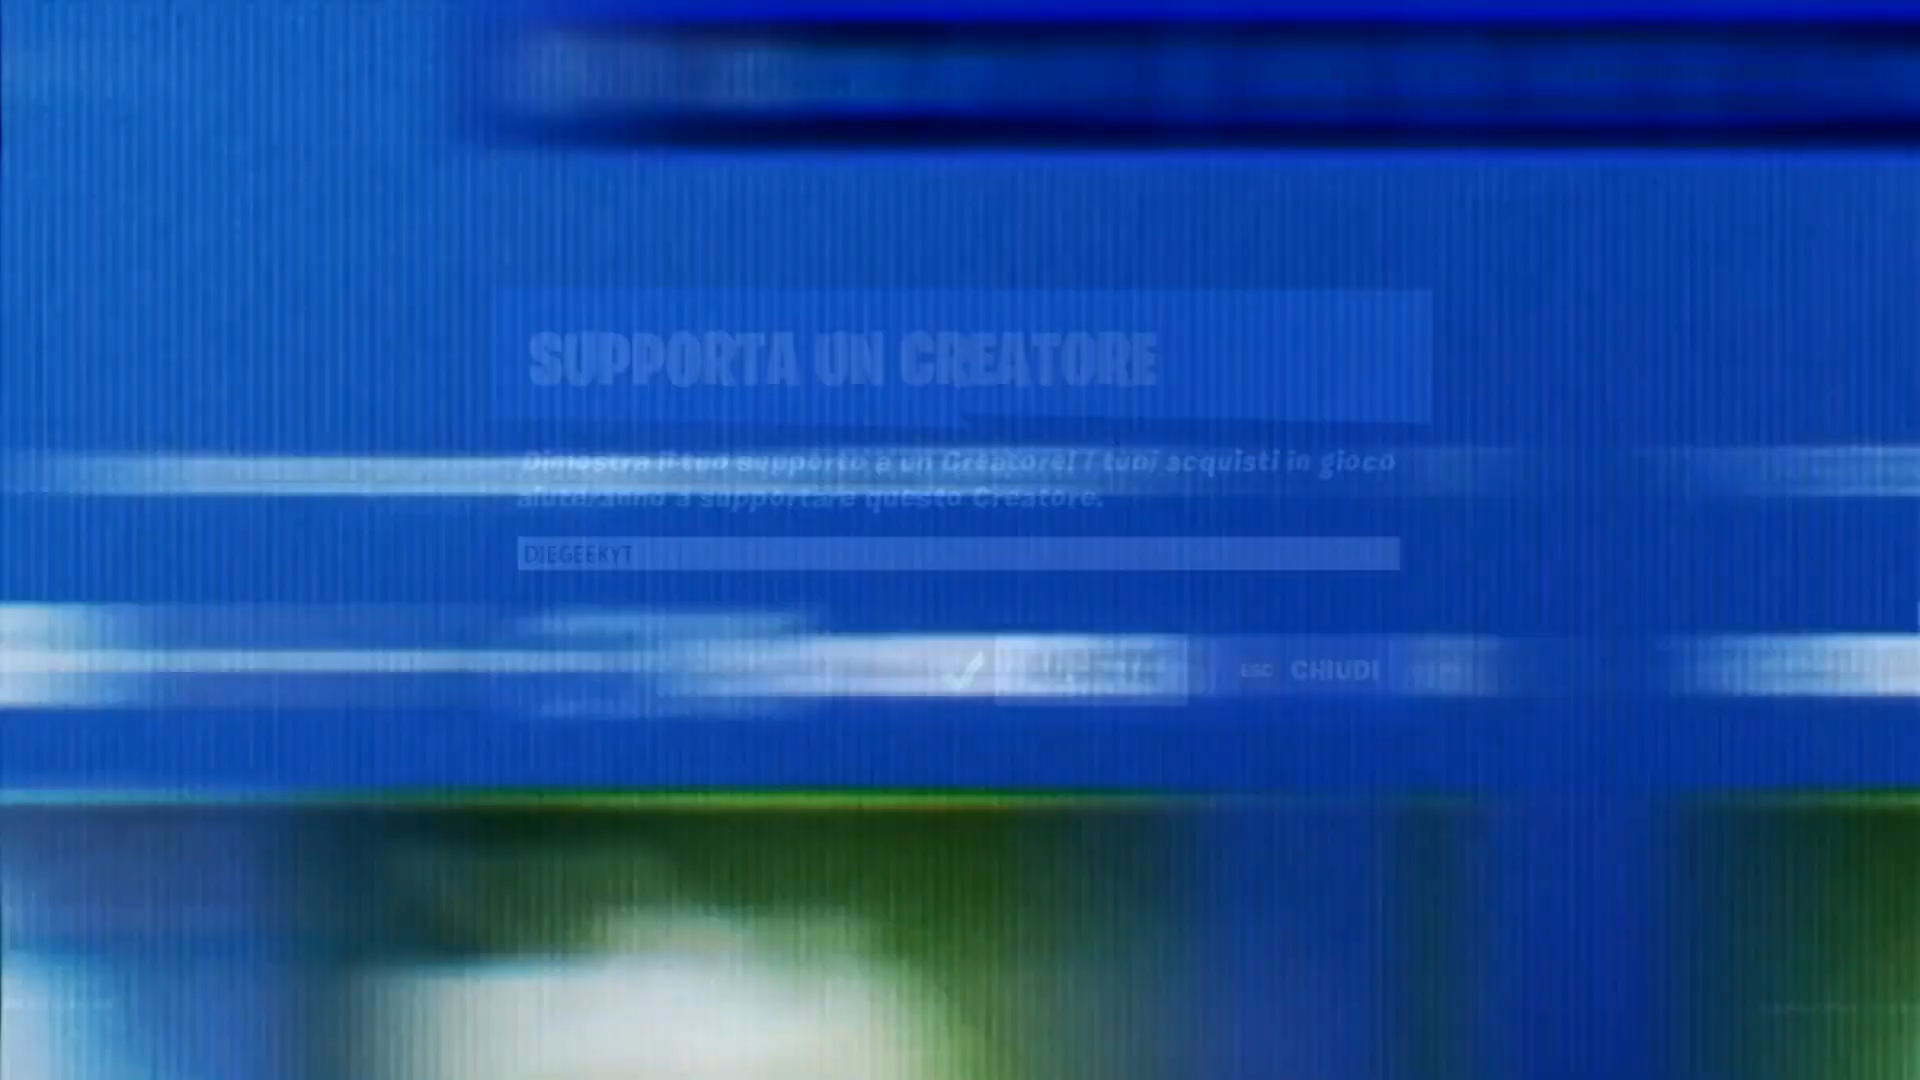 SUPPORTA UN CREATORE
Dimostra il tuo supporto a un Creatore! I tuoi acquisti in gioco
aiuteranno a supportare questo Creatore.
DIEGEEKYT
ESC CHIUDI